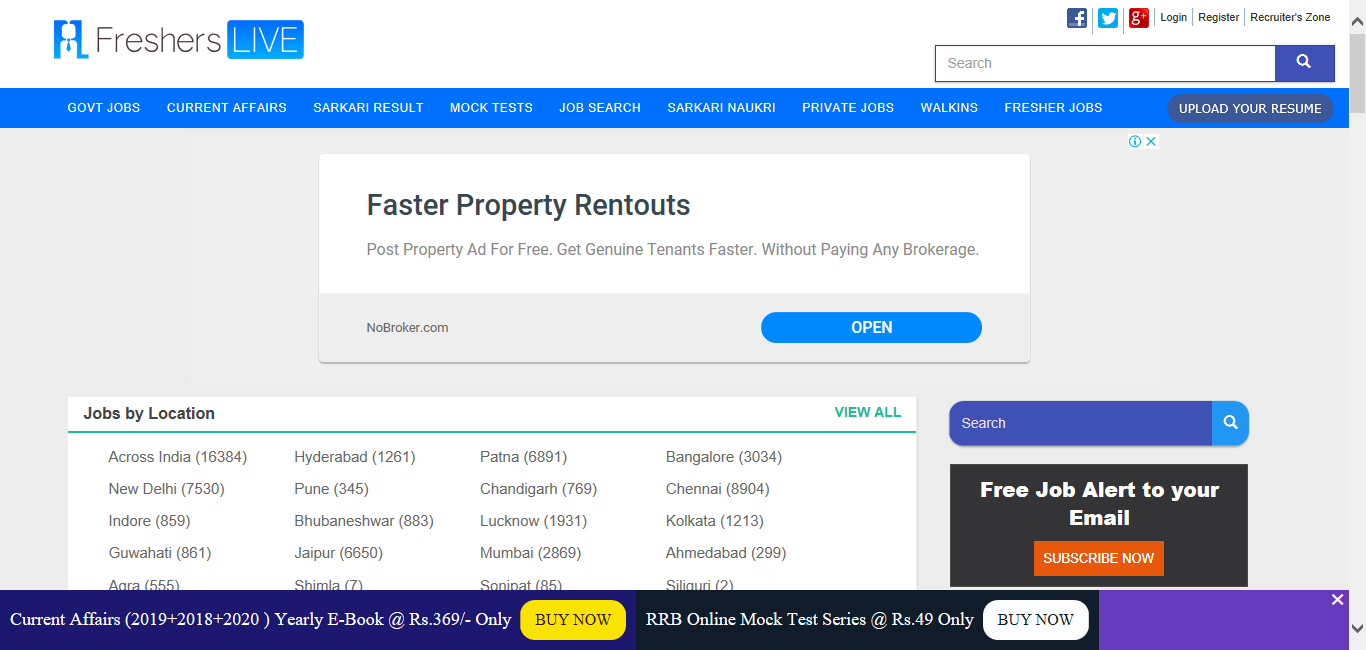 Freshers LIVE
Login Register Recruiter's Zone
Search
GOVT JOBS CURRENT AFFAIRS SARKARI RESULT MOCK TESTS JOB SEARCH SARKARI NAUKRI PRIVATE JOBS WALKINS FRESHER JOBS UPLOAD YOUR RESUME
Faster Property Rentouts
Post Property Ad For Free. Get Genuine Tenants Faster. Without Paying Any Brokerage.
NoBroker.com OPEN
Jobs by Location VIEW ALL
Across India (16384) Hyderabad (1261) Patna (6891) Bangalore (3034)
New Delhi (7530) Pune (345) Chandigarh (769) Chennai (8904)
Indore (859) Bhubaneshwar (883) Lucknow (1931) Kolkata (1213)
Guwahati (861) Jaipur (6650) Mumbai (2869) Ahmedabad (299)
Agra (555) Shimla (7) Sonipat (85) Siliguri (2)
Search
Free Job Alert to your
Email
SUBSCRIBE NOW
Current Affairs (2019+2018+2020 ) Yearly E-Book @ Rs.369/- Only BUY NOW RRB Online Mock Test Series @ Rs.49 Only BUY NOW